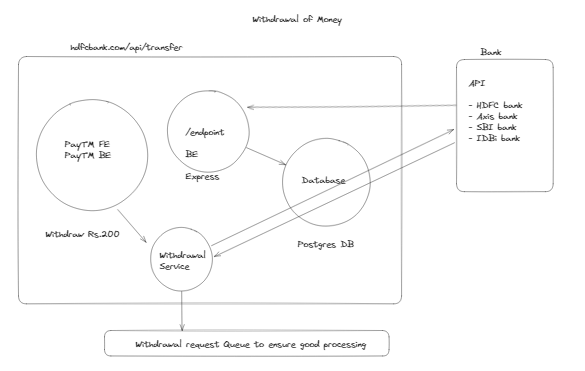 Withdrawal of Money
hdfcbank.com/api/transfer
Bank
API
- HDFC bank
- Axis bank
- SBI bank
- IDBi bank
/endpoint
BE
Express
PayTM FE
PayTM BE
Database
Postgres DB
Withdraw Rs.200
Withdrawal
Service
Withdrawal request Queue to ensure good processing